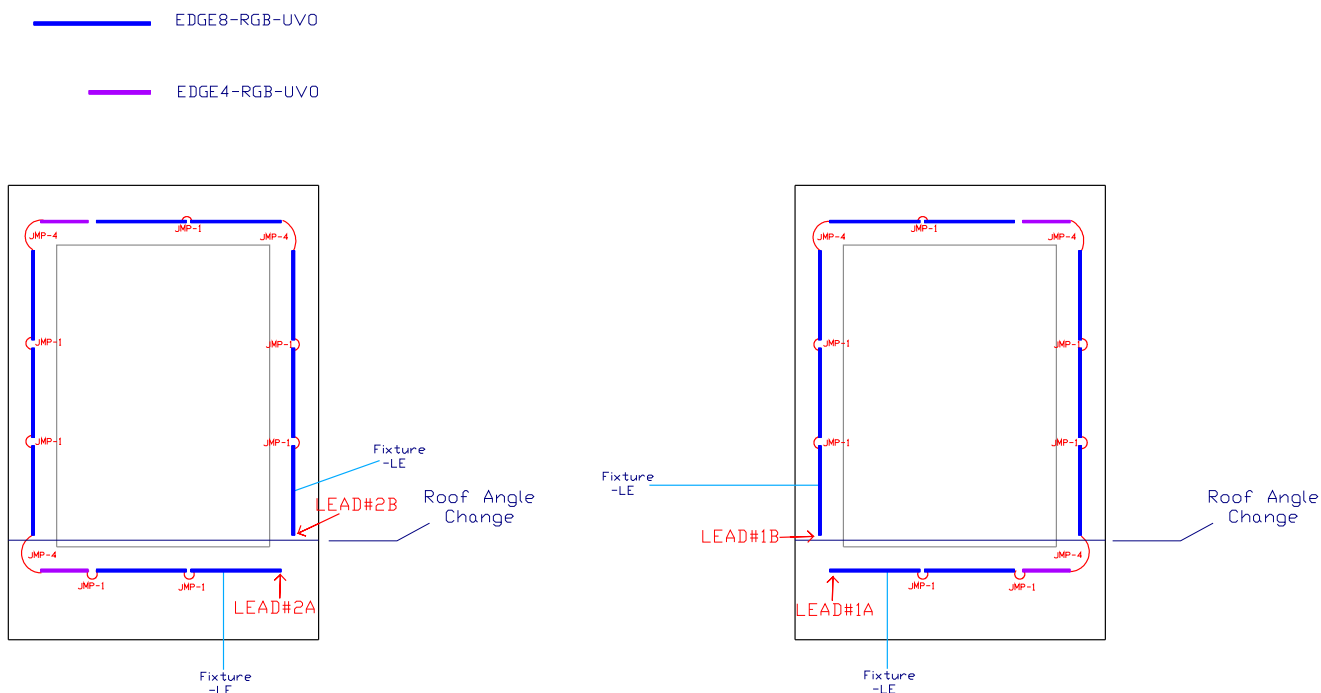 EDGE8-RGB-UVO
EDGE4-RGB-UVO
JMP-1
JMP-4
JMP-4
JMP-1
JMP-1
JMP-1
JMP-1
Fixture
-LE
LEAD#2B
Roof Angle
Change
JMP-4
JMP-1
JMP-1
LEAD#2A
Fixture
-LE
JMP-1
JMP-4
JMP-4
JMP-1
JMP-1
JMP-1
JMP-1
Fixture
-LE
LEAD#1B
Roof Angle
Change
JMP-4
JMP-1
JMP-1
LEAD#1A
Fixture
-LE